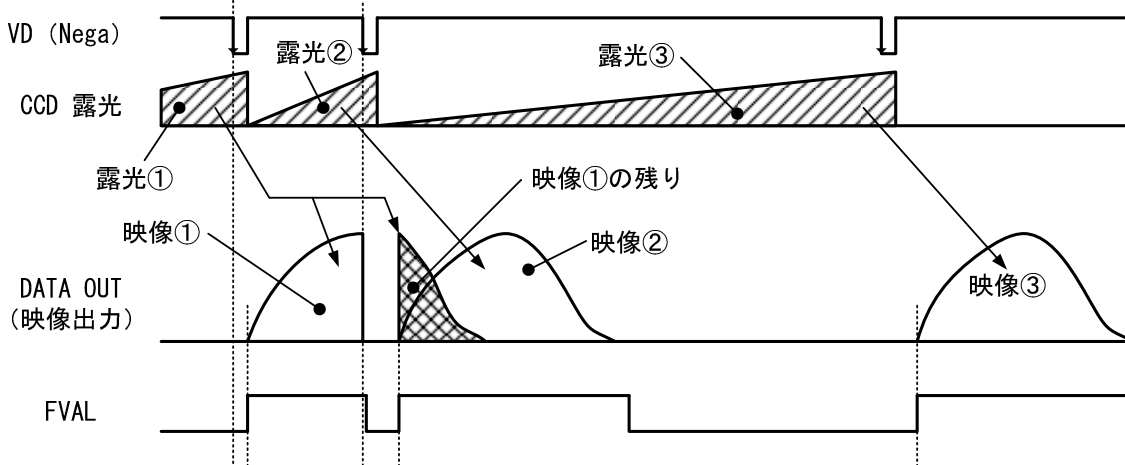 VD (Nega)
露光②
露光③
CCD 露光
露光①
映像①の残り
映像①
映像②
映像③
DATA OUT
(映像出力)
FVAL